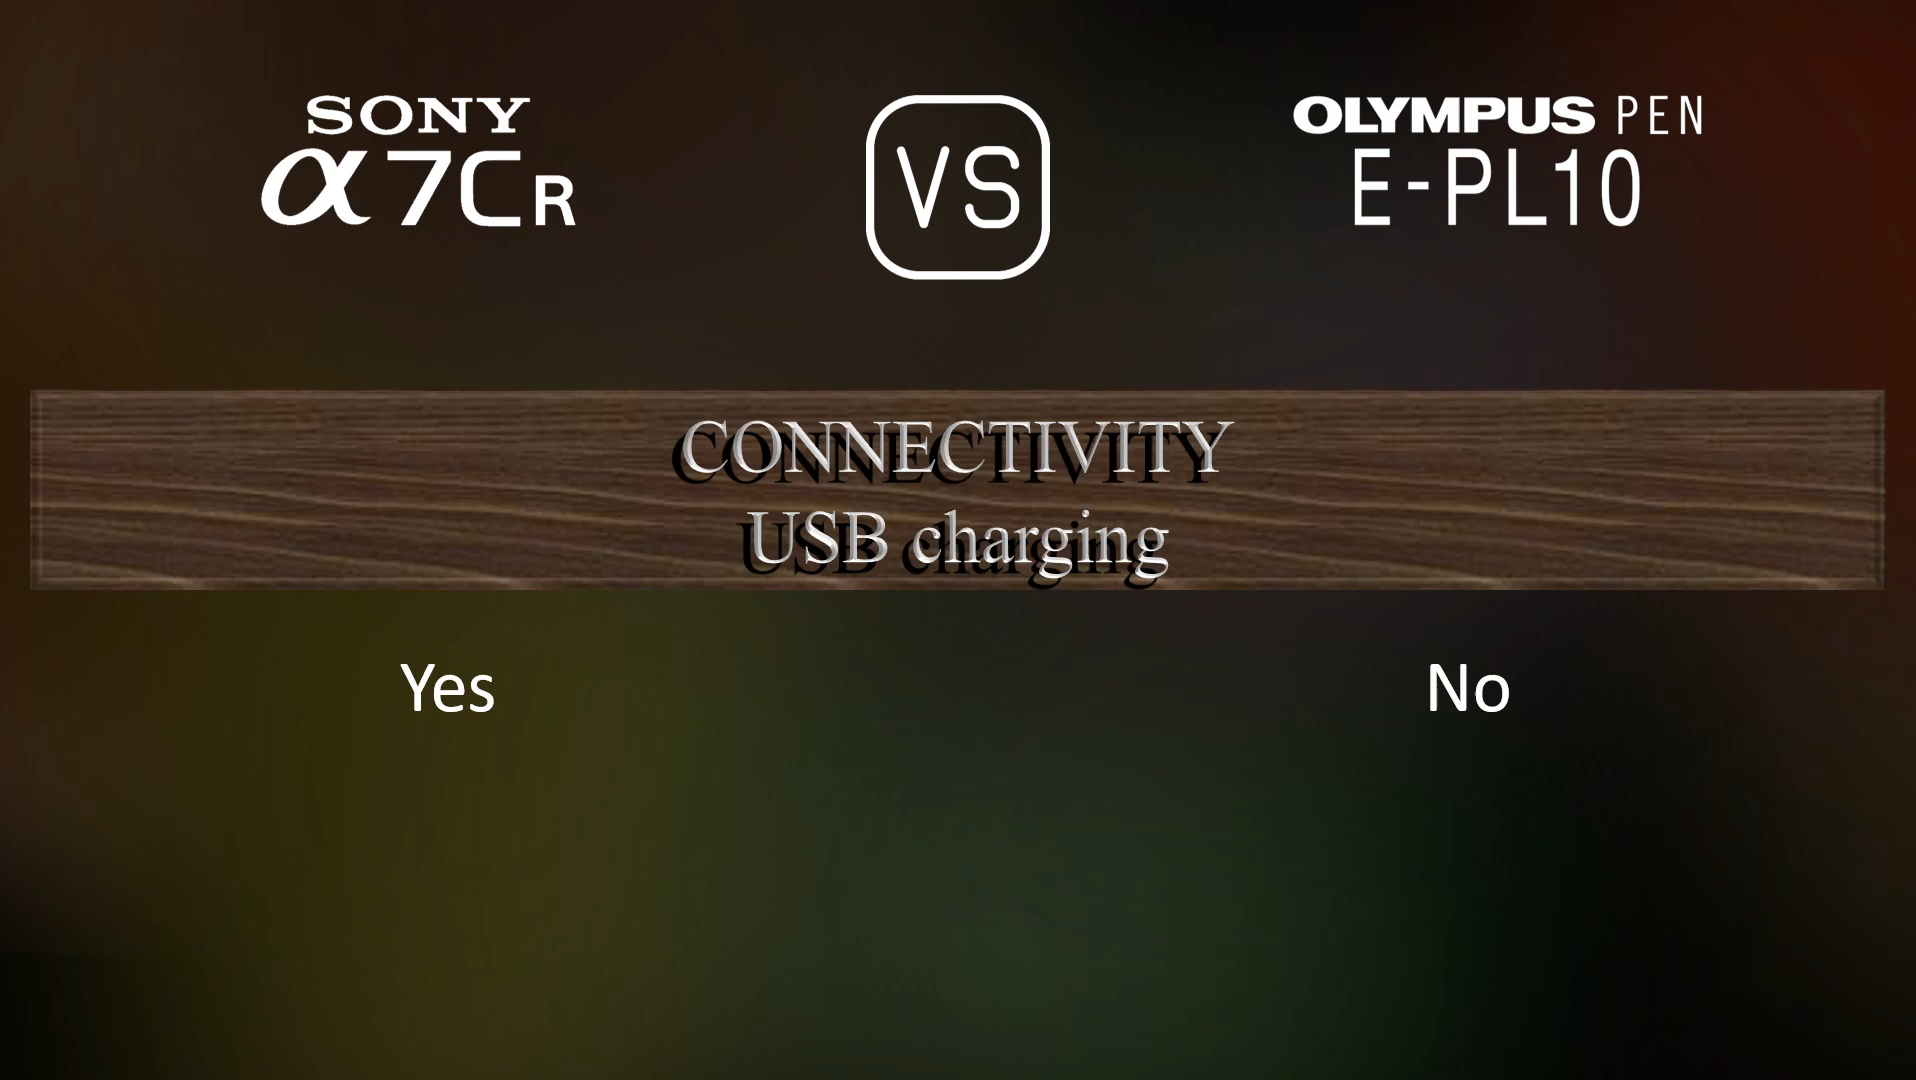 SONY
α7CR
VS
OLYMPUS PEN
E-PL10
CONNECTIVITY
USB charging
Yes
No